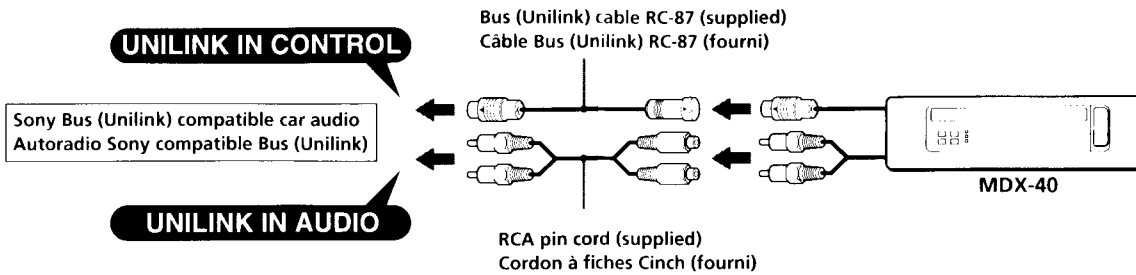 Bus (Unilink) cable RC-87 (supplied)
Câble Bus (Unilink) RC-87 (fourni)
UNILINK IN CONTROL
Sony Bus (Unilink) compatible car audio
Autoradio Sony compatible Bus (Unilink)
MDX-40
UNILINK IN AUDIO
RCA pin cord (supplied)
Cordon à fiches Cinch (fourni)